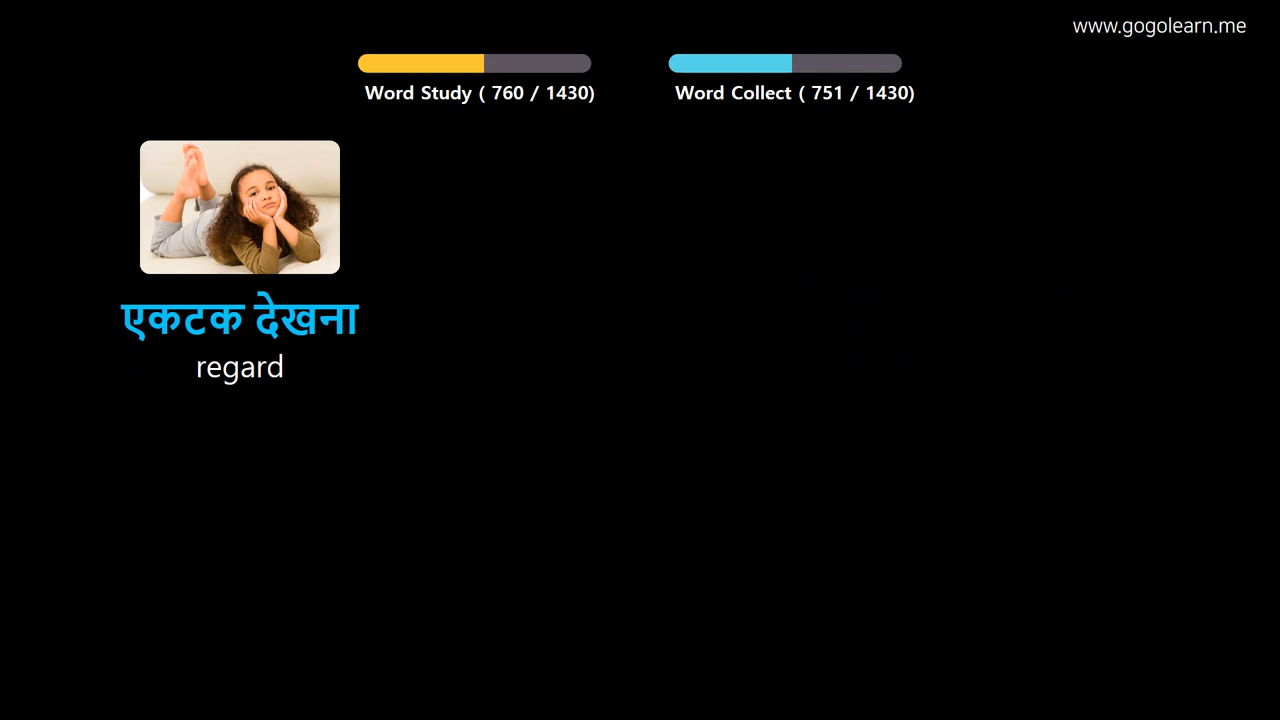 www.gogolearn.me
Word Study ( 760 / 1430)
Word Collect ( 751 / 1430)
एकटक देखना
regard